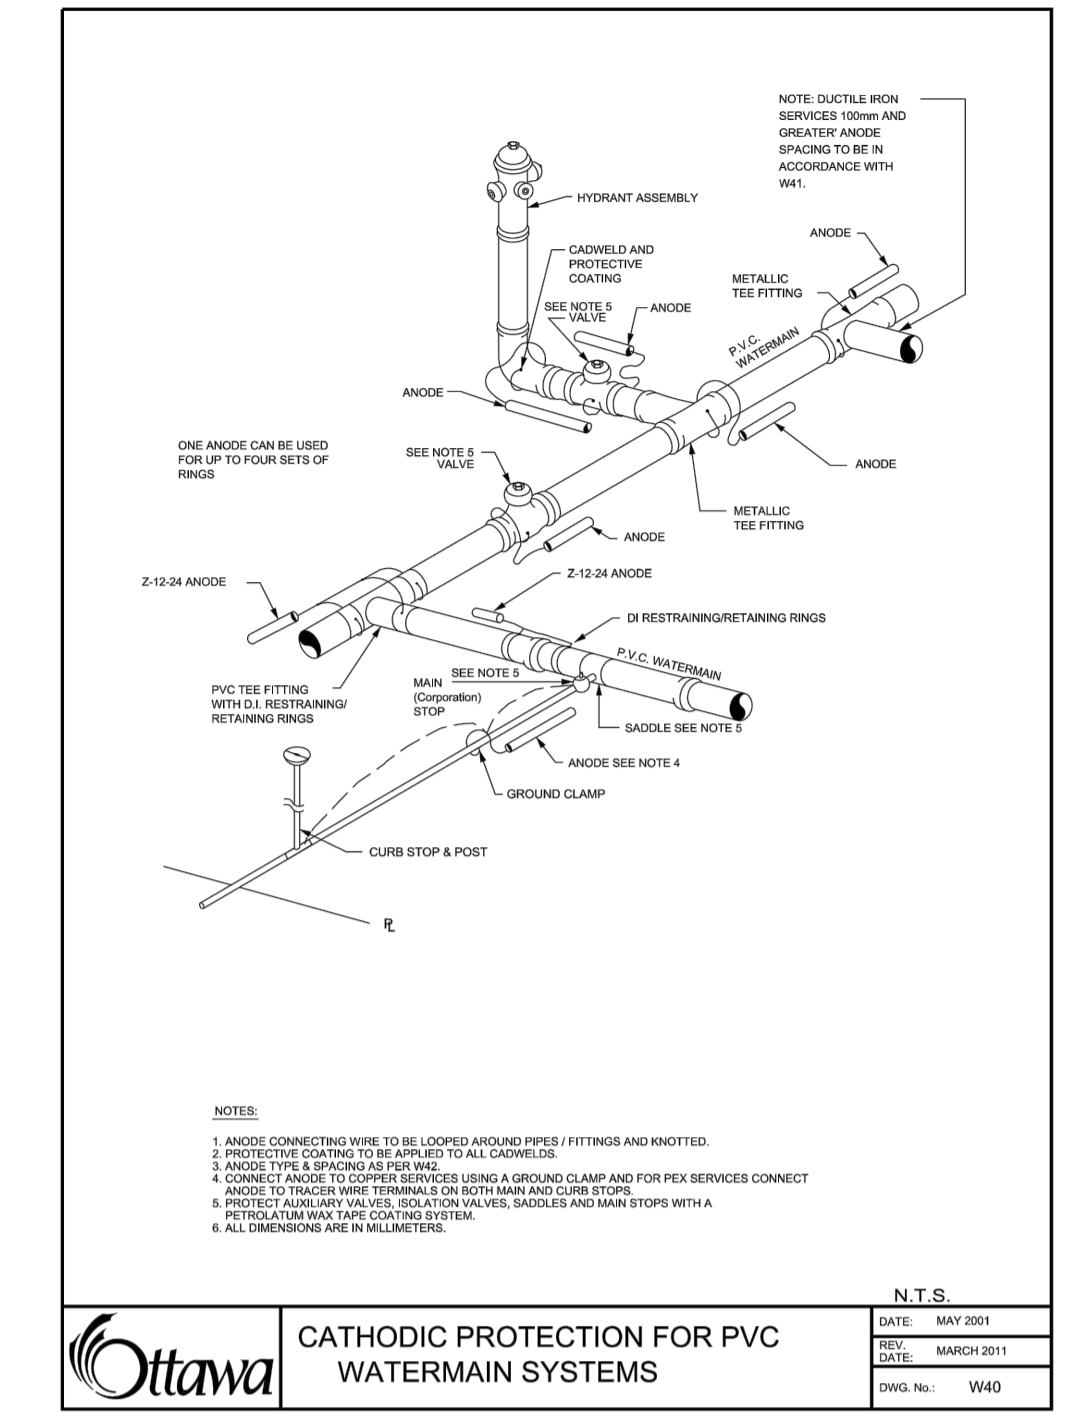 NOTE: DUCTILE IRON
SERVICES 100mm AND
GREATER' ANODE
SPACING TO BE IN
ACCORDANCE WITH
W41.
HYDRANT ASSEMBLY
ANODE
CADWELD AND
PROTECTIVE
COATING
METALLIC
TEE FITTING
SEE NOTE 5
VALVE
ANODE
P.V.C.
WATERMAIN
ANODE
ONE ANODE CAN BE USED
FOR UP TO FOUR SETS OF
RINGS
SEE NOTE 5
VALVE
ANODE
METALLIC
TEE FITTING
ANODE
Z-12-24 ANODE
Z-12-24 ANODE
DI RESTRAINING/RETAINING RINGS
P.V.C. WATERMAIN
SEE NOTE 5
MAIN
(Corporation)
STOP
PVC TEE FITTING
WITH D.I. RESTRAINING/
RETAINING RINGS
SADDLE SEE NOTE 5
ANODE SEE NOTE 4
GROUND CLAMP
CURB STOP & POST
PL
NOTES:
1. ANODE CONNECTING WIRE TO BE LOOPED AROUND PIPES / FITTINGS AND KNOTTED.
2. PROTECTIVE COATING TO BE APPLIED TO ALL CADWELDS.
3. ANODE TYPE & SPACING AS PER W42.
4. CONNECT ANODE TO COPPER SERVICES USING A GROUND CLAMP AND FOR PEX SERVICES CONNECT
ANODE TO TRACER WIRE TERMINALS ON BOTH MAIN AND CURB STOPS.
5. PROTECT AUXILIARY VALVES, ISOLATION VALVES, SADDLES AND MAIN STOPS WITH A
PETROLATUM WAX TAPE COATING SYSTEM.
6. ALL DIMENSIONS ARE IN MILLIMETERS.
N.T.S.
Ottawa
CATHODIC PROTECTION FOR PVC
WATERMAIN SYSTEMS
DATE: MAY 2001
REV.
DATE: MARCH 2011
DWG. No.: W40